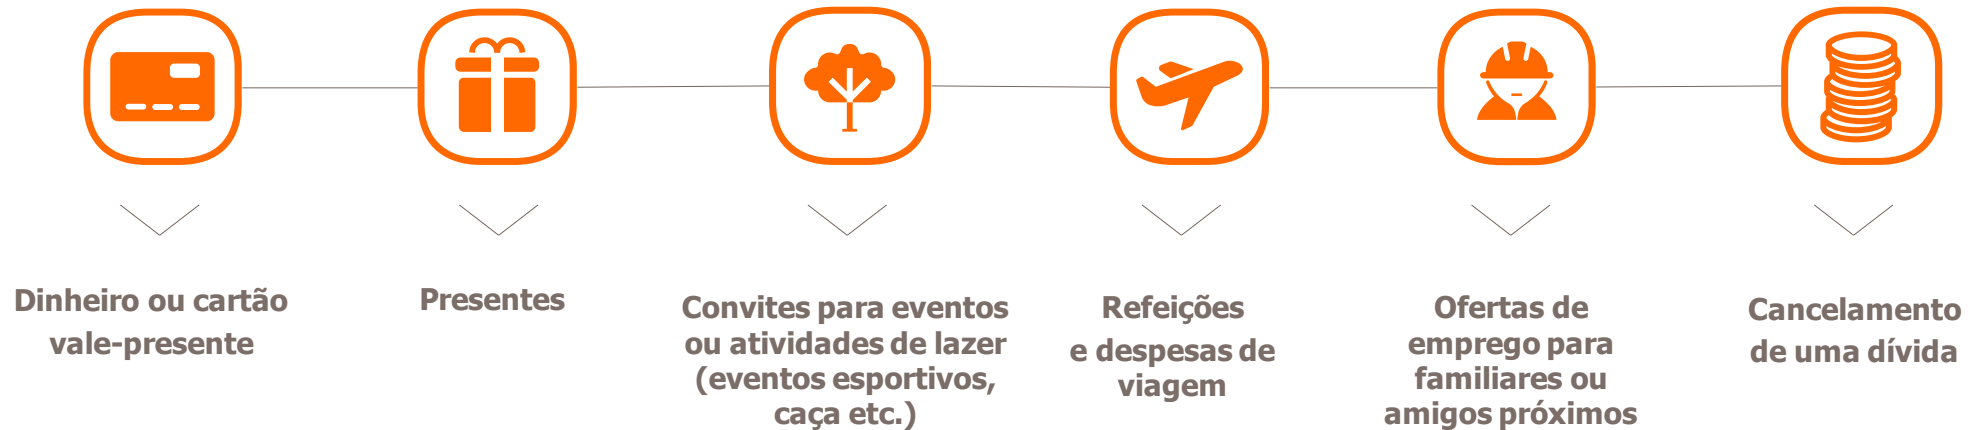 Dinheiro ou cartão
vale-presente
Presentes
Convites para eventos
ou atividades de lazer
(eventos esportivos,
caça etc.)
Refeições
e despesas de
viagem
Ofertas de
emprego para
familiares ou
amigos próximos
Cancelamento
de uma dívida